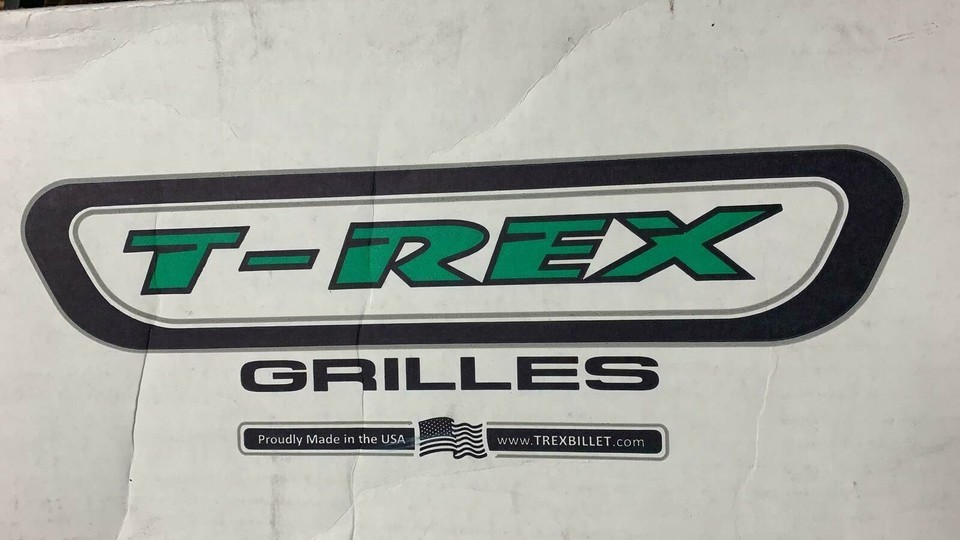 T-REX
GRILLES
Proudly Made in the USA www.TREXBILLET.com